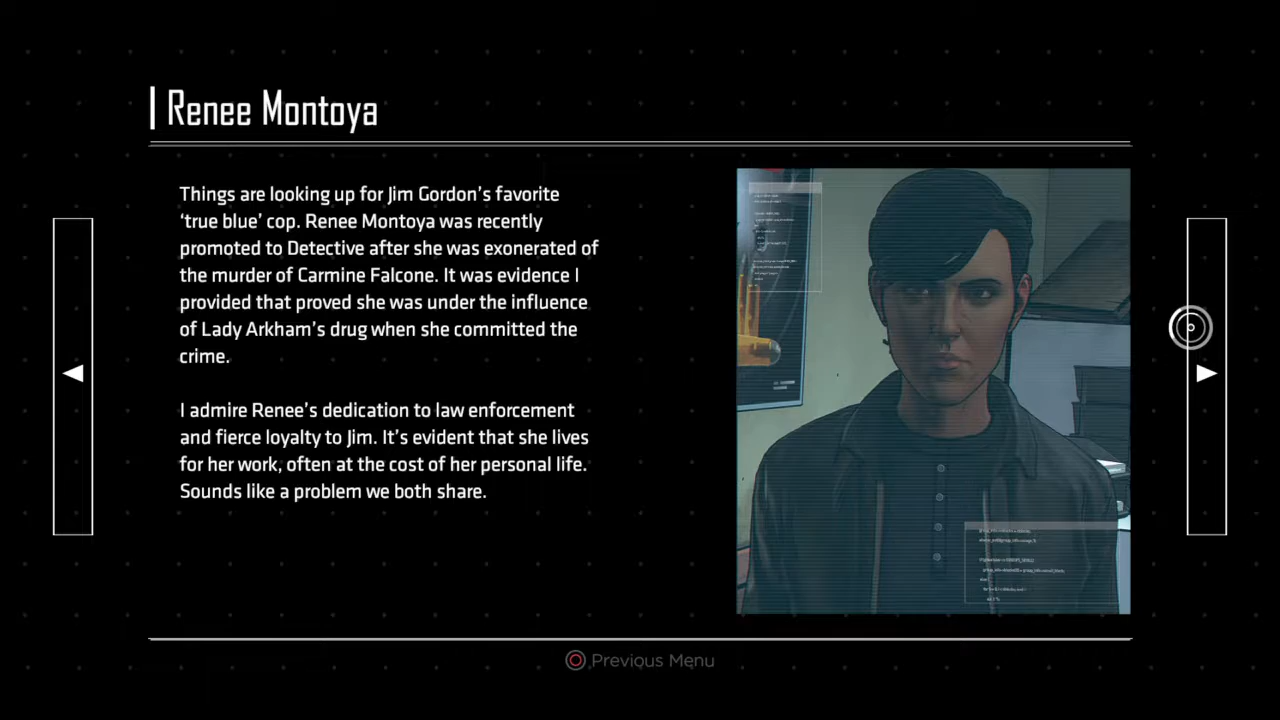 Renee Montoya
Things are looking up for Jim Gordon's favorite
'true blue' cop. Renee Montoya was recently
promoted to Detective after she was exonerated of
the murder of Carmine Falcone. It was evidence I
provided that proved she was under the influence
of Lady Arkham's drug when she committed the
crime.
I admire Renee's dedication to law enforcement
and fierce loyalty to Jim. It's evident that she lives
for her work, often at the cost of her personal life.
Sounds like a problem we both share.
Previous Menu